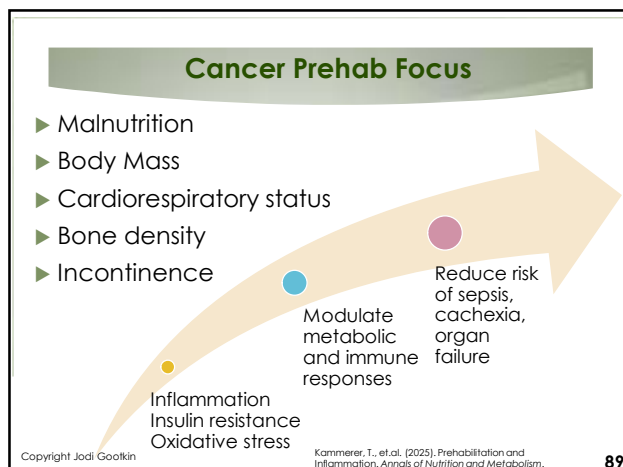 Cancer Prehab Focus
Malnutrition
Body Mass
Cardiorespiratory status
Bone density
Incontinence
Inflammation
Insulin resistance
Oxidative stress
Modulate
metabolic
and immune
responses
Reduce risk
of sepsis,
cachexia,
organ
failure
Copyright Jodi Gootkin
Kammerer, T., et.al. (2025). Prehabilitation and
Inflammation. Annals of Nutrition and Metabolism.
89